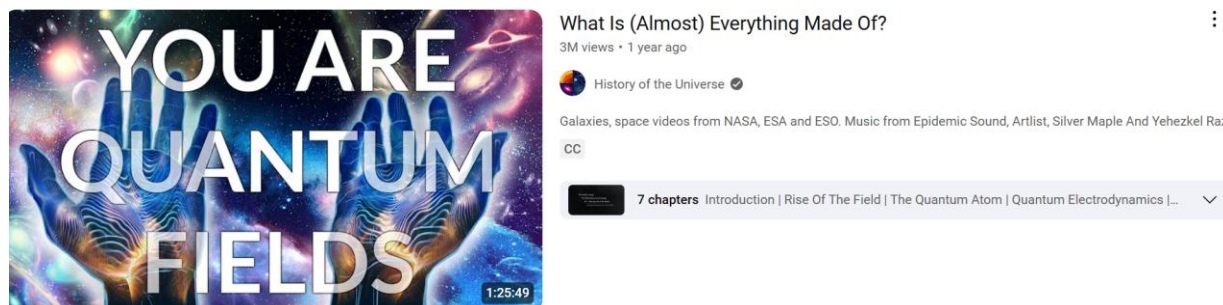 YOU ARE
QUANTUM
FIELDS
1:25:49
What Is (Almost) Everything Made Of?
3M views • 1 year ago
History of the Universe
Galaxies, space videos from NASA, ESA and ESO. Music from Epidemic Sound, Artlist, Silver Maple And Yehezkel Raz
CC
7 chapters Introduction | Rise Of The Field | The Quantum Atom | Quantum Electrodynamics |...